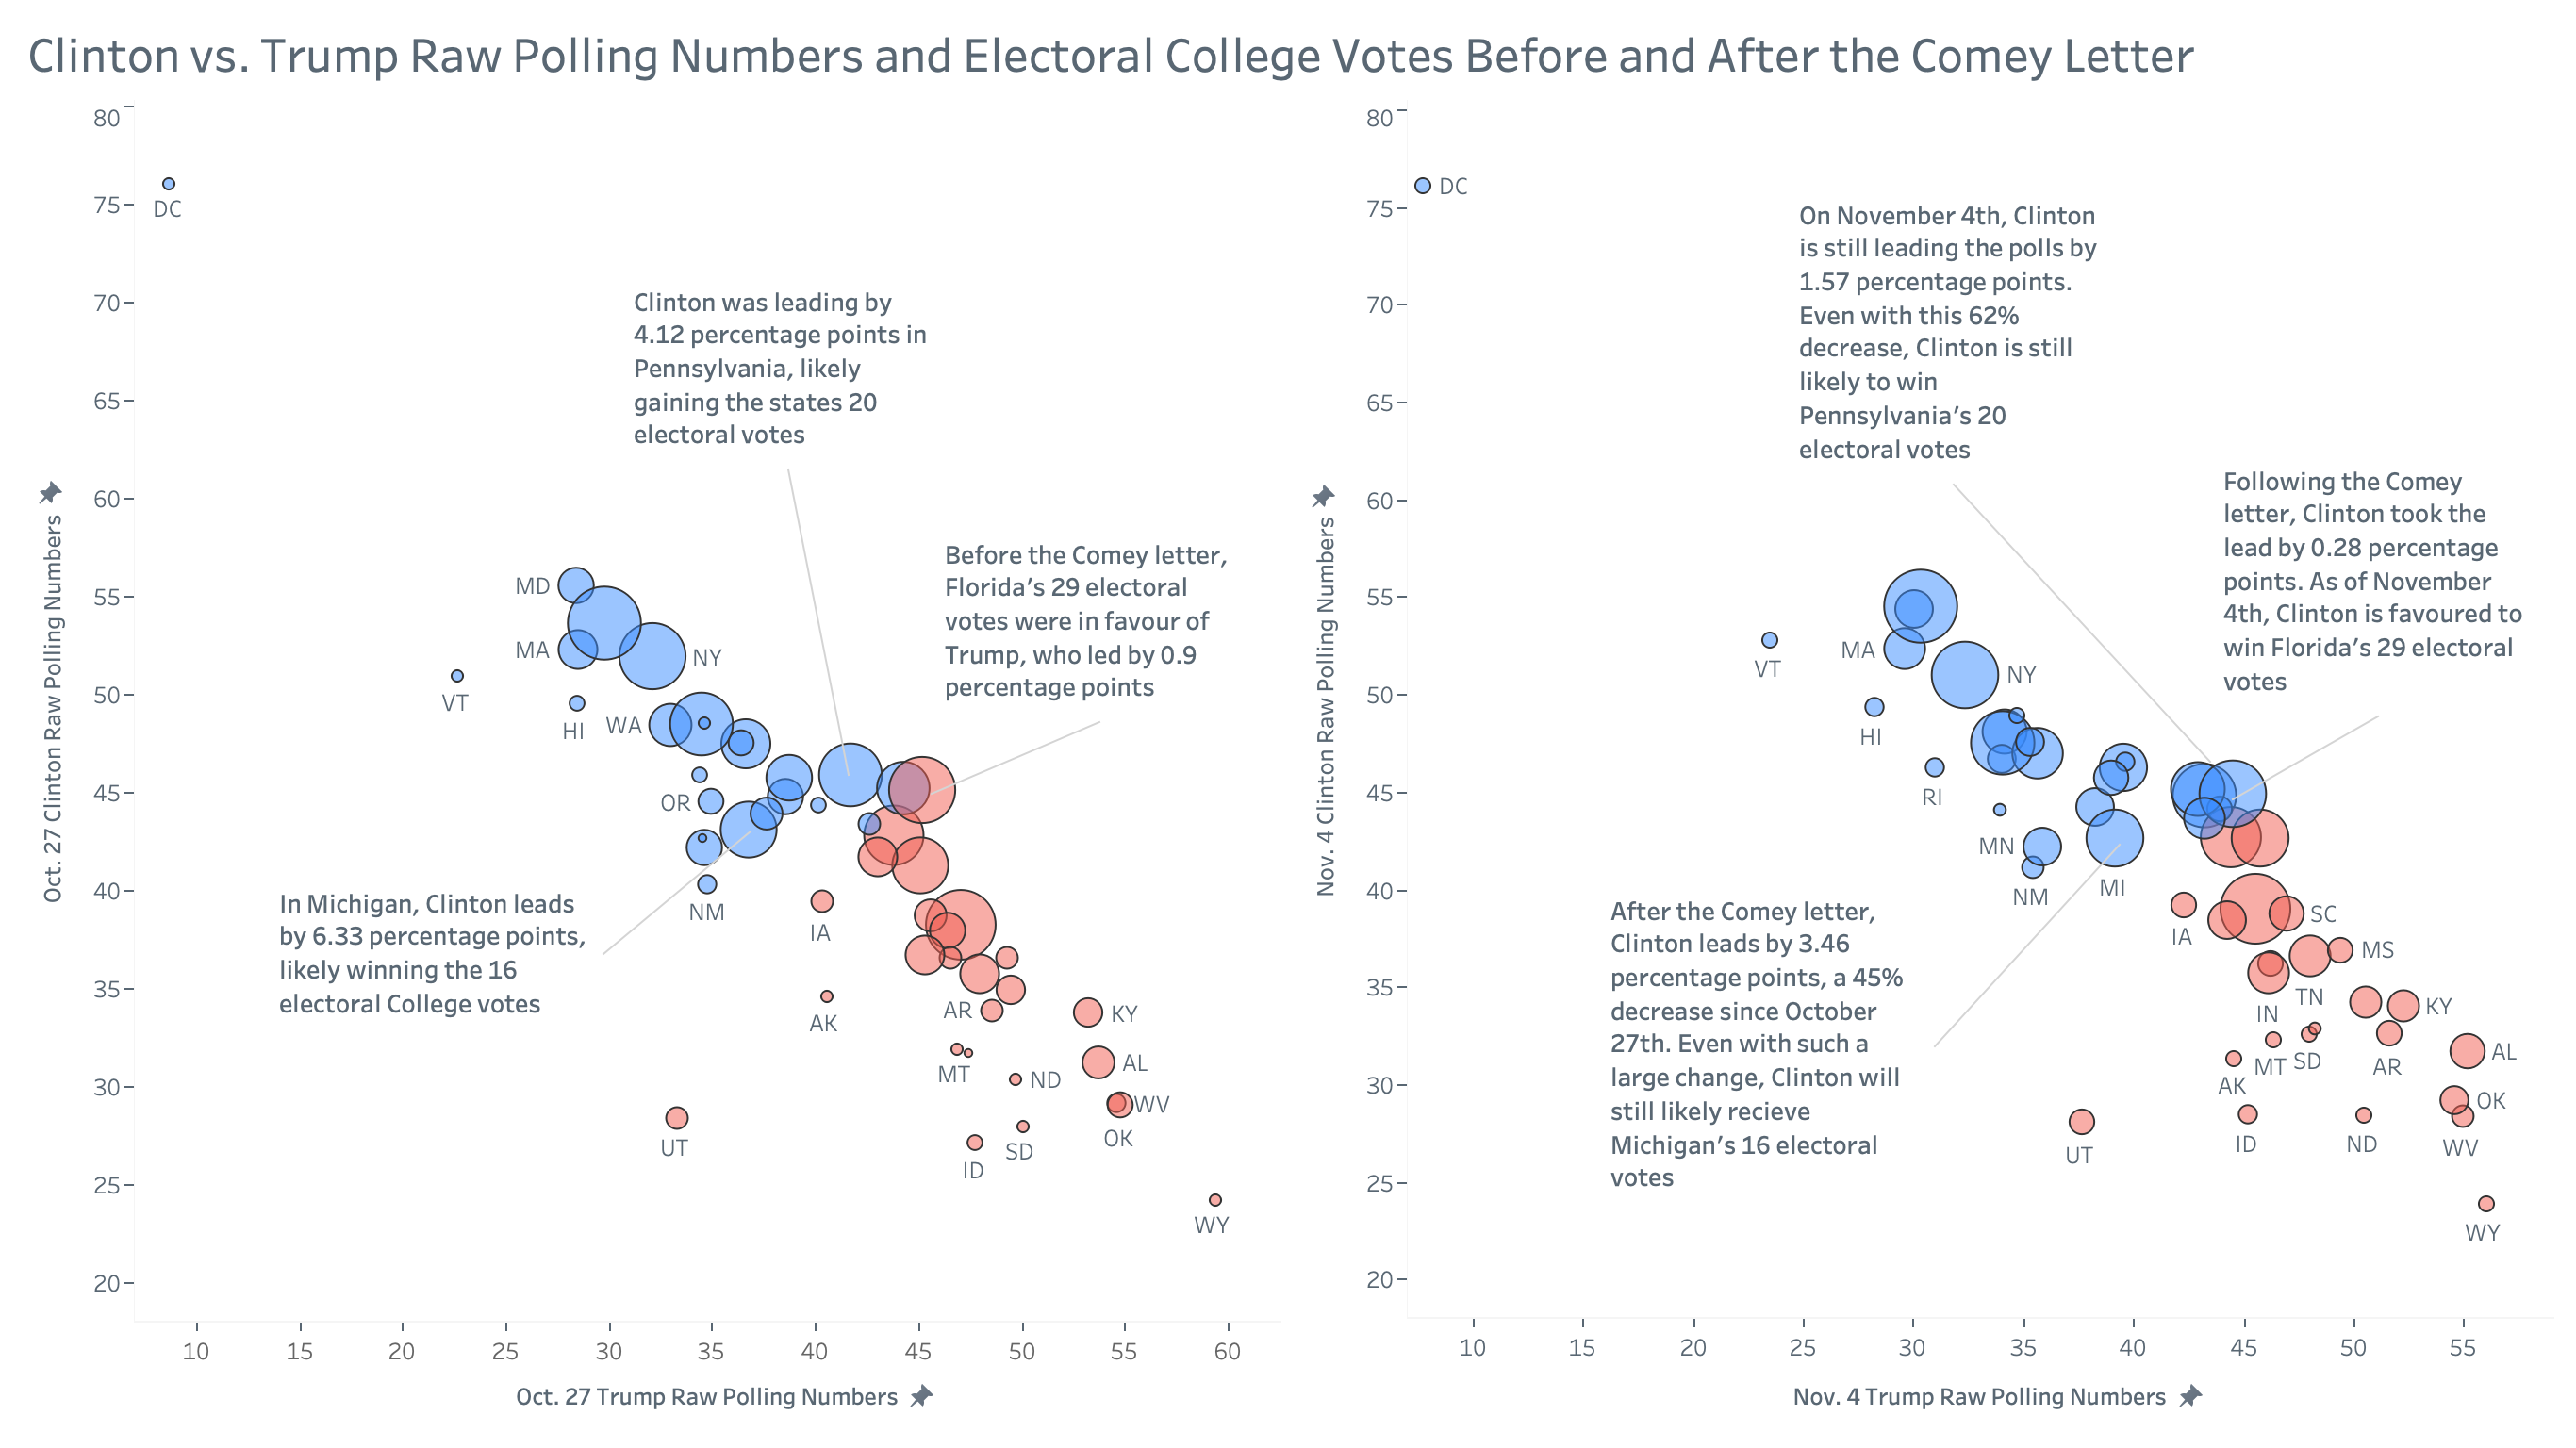 Clinton vs. Trump Raw Polling Numbers and Electoral College Votes Before and After the Comey Letter
Oct. 27 Clinton Raw Polling Numbers
80
75
70
65
60
55
50
45
40
35
30
25
20
DC
Clinton was leading by
4.12 percentage points in
Pennsylvania, likely
gaining the states 20
electoral votes
Before the Comey letter,
Florida’s 29 electoral
votes were in favour of
Trump, who led by 0.9
percentage points
MD
MA
NY
VT
HI
WA
OR
NM
In Michigan, Clinton leads
by 6.33 percentage points,
likely winning the 16
electoral College votes
IA
AK
AR
KY
MT
AL
ND
WV
UT
OK
SD
ID
WY
10
15
20
25
30
35
40
45
50
55
60
Oct. 27 Trump Raw Polling Numbers
Nov. 4 Clinton Raw Polling Numbers
80
75
70
65
60
55
50
45
40
35
30
25
20
DC
On November 4th, Clinton
is still leading the polls by
1.57 percentage points.
Even with this 62%
decrease, Clinton is still
likely to win
Pennsylvania’s 20
electoral votes
Following the Comey
letter, Clinton took the
lead by 0.28 percentage
points. As of November
4th, Clinton is favoured to
win Florida’s 29 electoral
votes
MA
VT
NY
HI
RI
MN
NM
MI
After the Comey letter,
Clinton leads by 3.46
percentage points, a 45%
decrease since October
27th. Even with such a
large change, Clinton will
still likely recieve
Michigan’s 16 electoral
votes
IA
SC
MS
TN
IN
KY
MT
SD
AR
AL
AK
OK
ID
ND
WV
UT
WY
10
15
20
25
30
35
40
45
50
55
Nov. 4 Trump Raw Polling Numbers